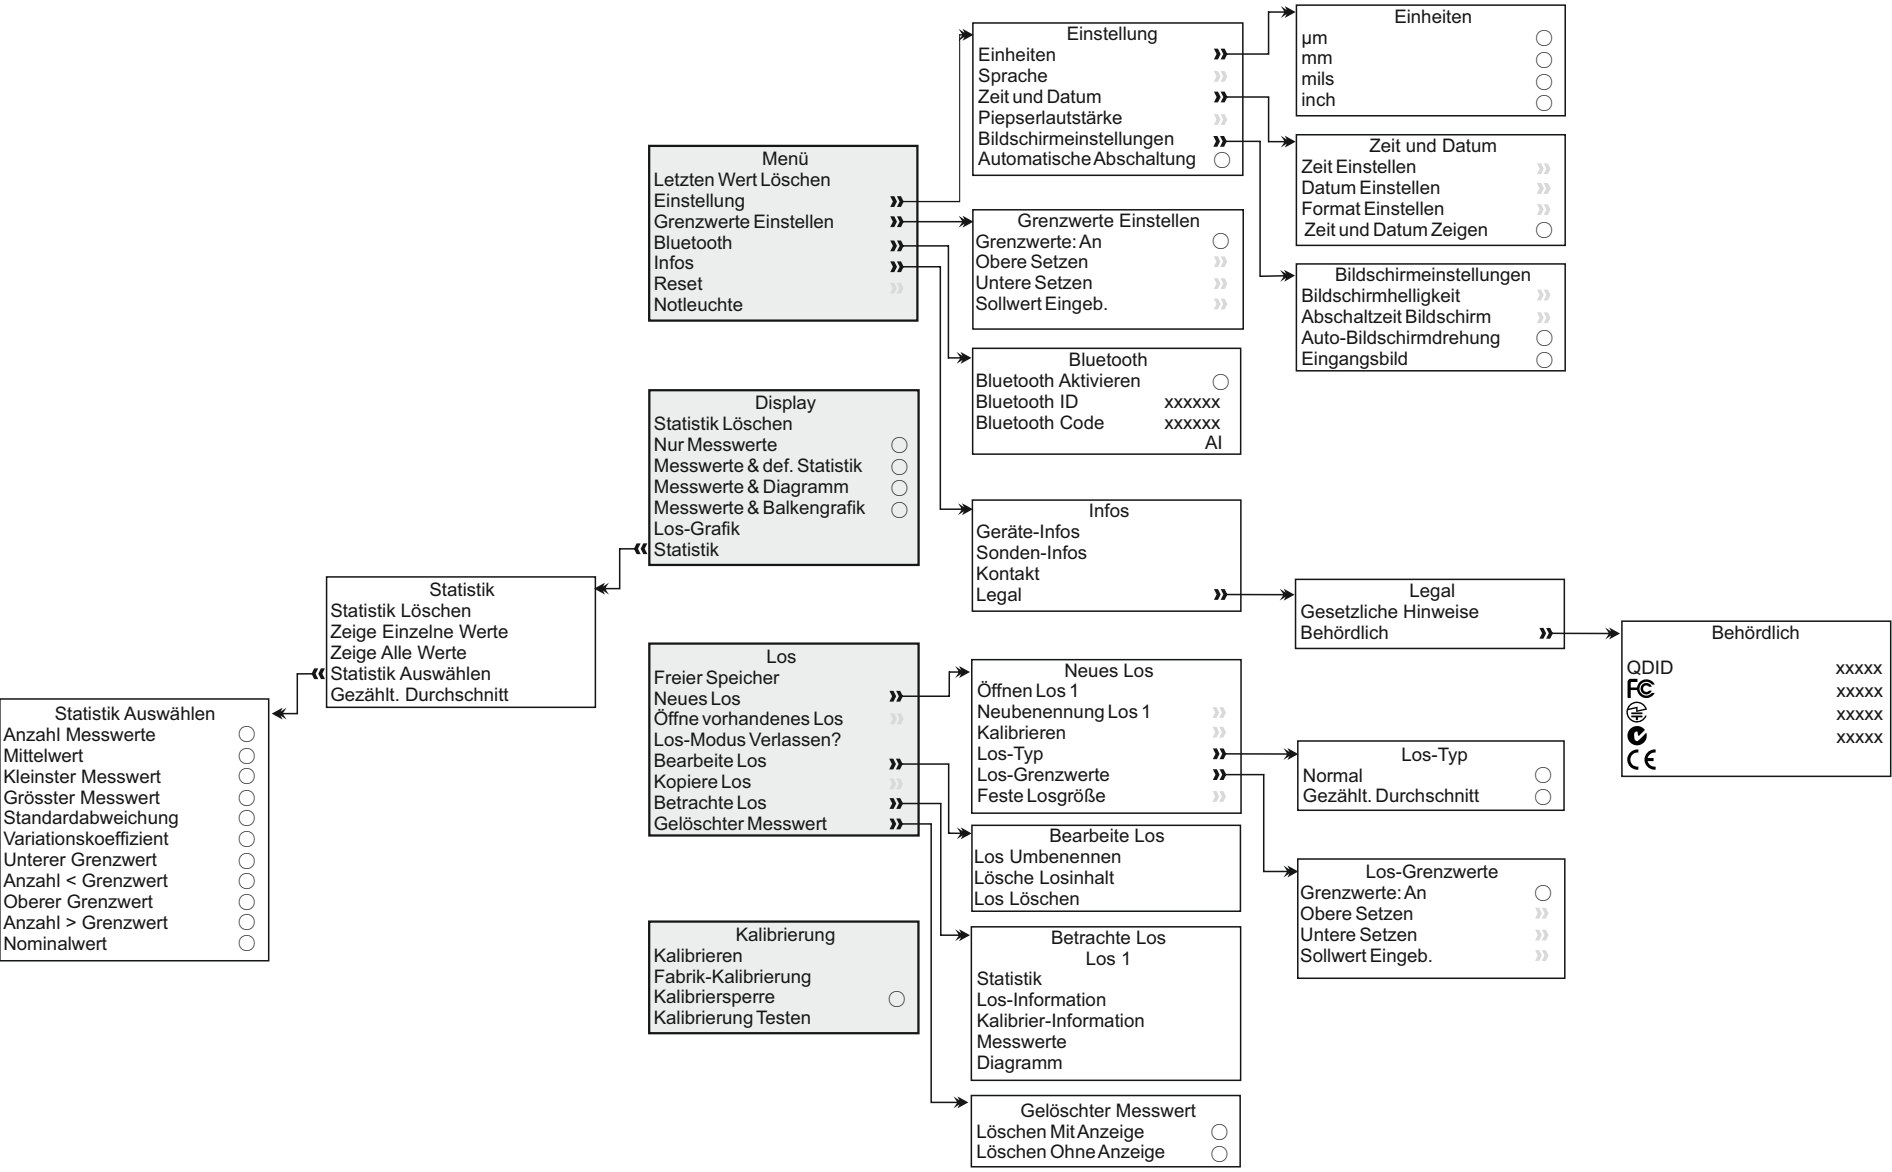 Einstellung
Einheiten
Sprache
Zeit und Datum
Piepserlautstärke
Bildschirmeinstellungen
Automatische Abschaltung
Einheiten
µm
mm
mils
inch
Zeit und Datum
Zeit Einstellen
Datum Einstellen
Format Einstellen
Zeit und Datum Zeigen
Bildschirmeinstellungen
Bildschirmhelligkeit
Abschaltzeit Bildschirm
Auto-Bildschirmdrehung
Eingangsbild
Menü
Letzten Wert Löschen
Einstellung
Grenzwerte Einstellen
Bluetooth
Infos
Reset
Notleuchte
Grenzwerte Einstellen
Grenzwerte: An
Obere Setzen
Untere Setzen
Sollwert Eingeb.
Bluetooth
Bluetooth Aktivieren
Bluetooth ID xxxxxx
Bluetooth Code xxxxxx
AI
Display
Statistik Löschen
Nur Messwerte
Messwerte & def. Statistik
Messwerte & Diagramm
Messwerte & Balkengrafik
Los-Grafik
Statistik
Infos
Geräte-Infos
Sonden-Infos
Kontakt
Legal
Legal
Gesetzliche Hinweise
Behördlich
Behördlich
QDID xxxxx
FC xxxxx
xxxxx
xxxxx
CE
Statistik
Statistik Löschen
Zeige Einzelne Werte
Zeige Alle Werte
Statistik Auswählen
Gezählt. Durchschnitt
Statistik Auswählen
Anzahl Messwerte
Mittelwert
Kleinster Messwert
Grösster Messwert
Standardabweichung
Variationskoeffizient
Unterer Grenzwert
Anzahl < Grenzwert
Oberer Grenzwert
Anzahl > Grenzwert
Nominalwert
Los
Freier Speicher
Neues Los
Öffne vorhandenes Los
Los-Modus Verlassen?
Bearbeite Los
Kopiere Los
Betrachte Los
Gelöschter Messwert
Neues Los
Öffnen Los 1
Neubenennung Los 1
Kalibrieren
Los-Typ
Los-Grenzwerte
Feste Losgröße
Los-Typ
Normal
Gezählt. Durchschnitt
Los-Grenzwerte
Grenzwerte: An
Obere Setzen
Untere Setzen
Sollwert Eingeb.
Bearbeite Los
Los Umbenennen
Lösche Losinhalt
Los Löschen
Kalibrierung
Kalibrieren
Fabrik-Kalibrierung
Kalibriersperre
Kalibrierung Testen
Betrachte Los
Los 1
Statistik
Los-Information
Kalibrier-Information
Messwerte
Diagramm
Gelöschter Messwert
Löschen Mit Anzeige
Löschen Ohne Anzeige